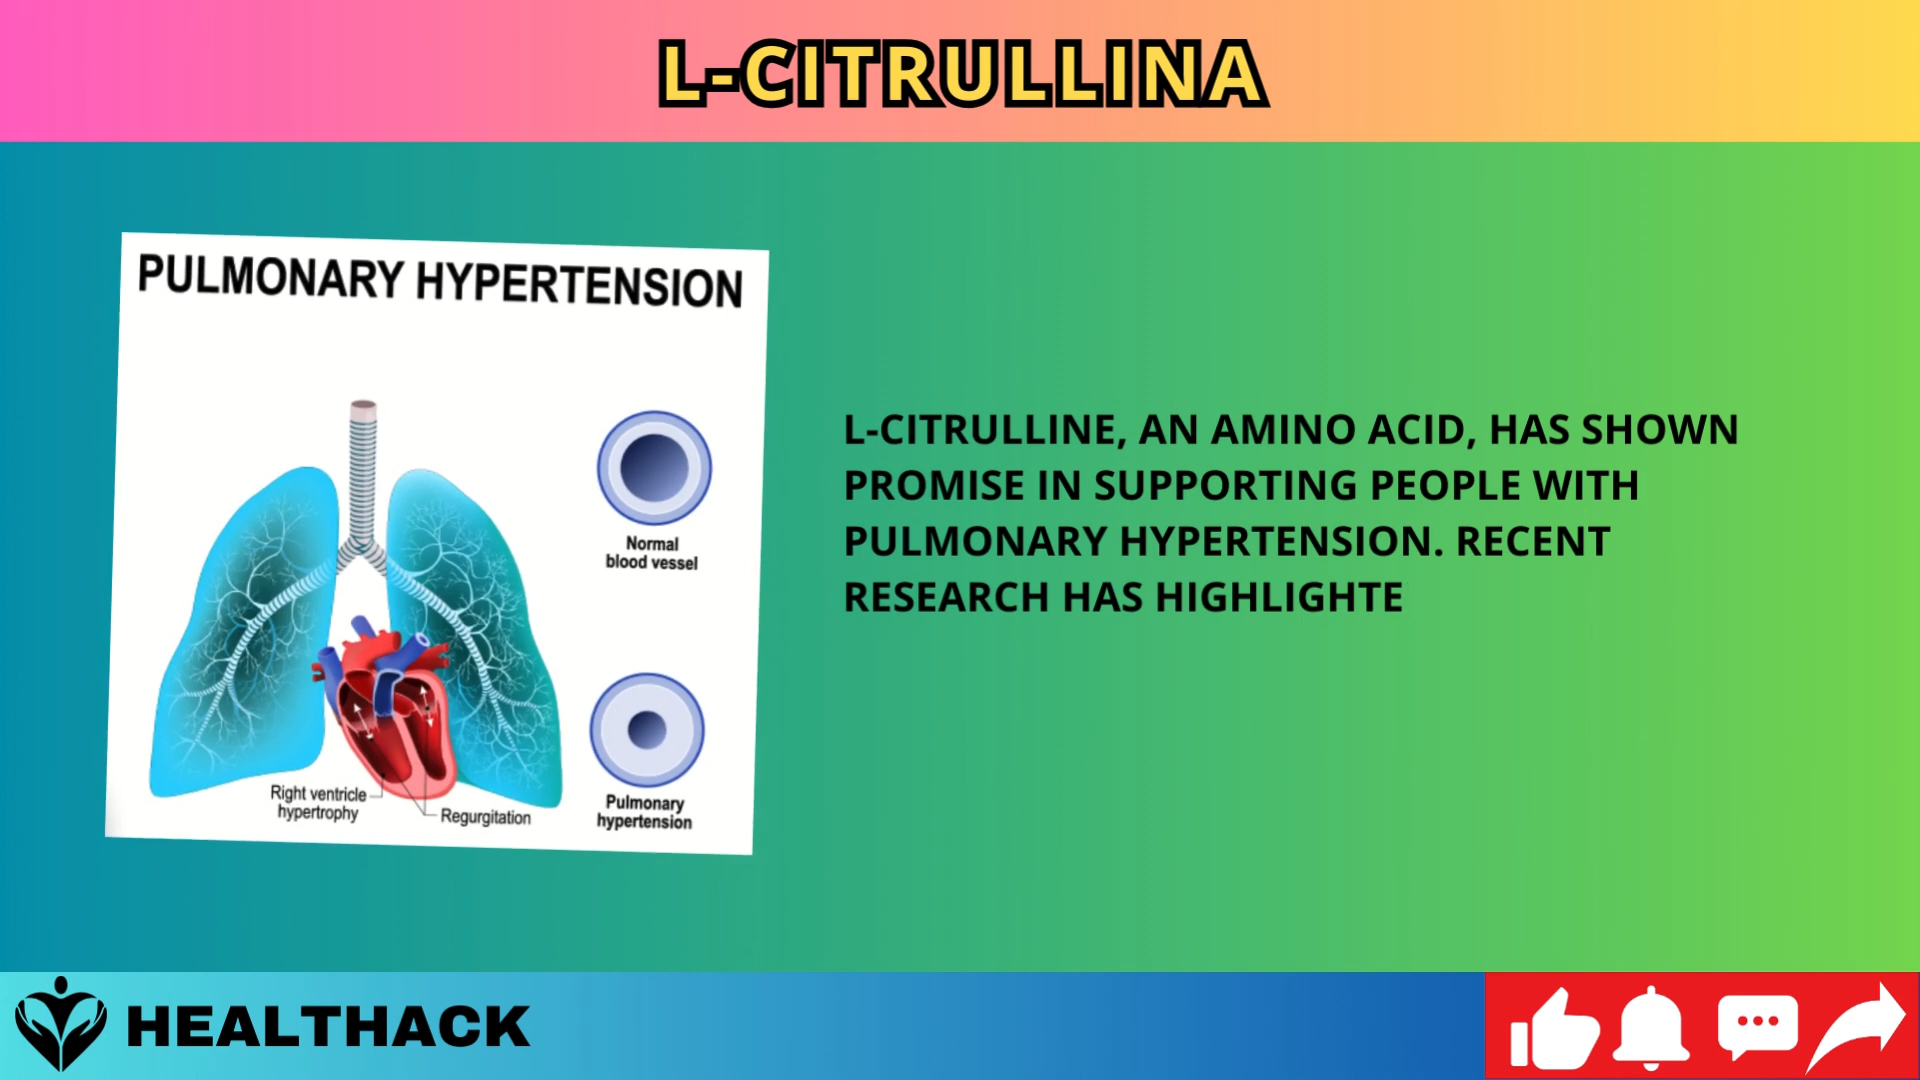 L-CITRULLINA
PULMONARY HYPERTENSION
Normal
blood vessel
Right ventricle
hypertrophy
Regurgitation
Pulmonary
hypertension
L-CITRULLINE, AN AMINO ACID, HAS SHOWN
PROMISE IN SUPPORTING PEOPLE WITH
PULMONARY HYPERTENSION. RECENT
RESEARCH HAS HIGHLIGHTE
HEALTHACK